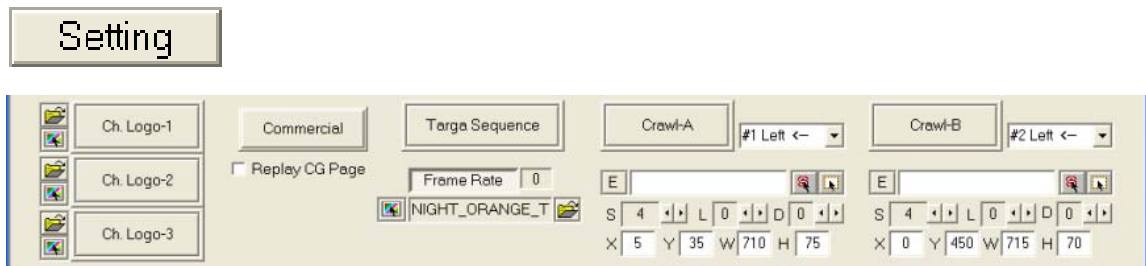 Setting
Ch. Logo-1
Ch. Logo-2
Ch. Logo-3
Commercial
Replay CG Page
Targa Sequence
Frame Rate 0
NIGHT_ORANGE_T
Crawl-A #1 Left <--
E
S 4 L 0 D 0
X 5 Y 35 W 710 H 75
Crawl-B #2 Left <--
E
S 4 L 0 D 0
X 0 Y 450 W 715 H 70